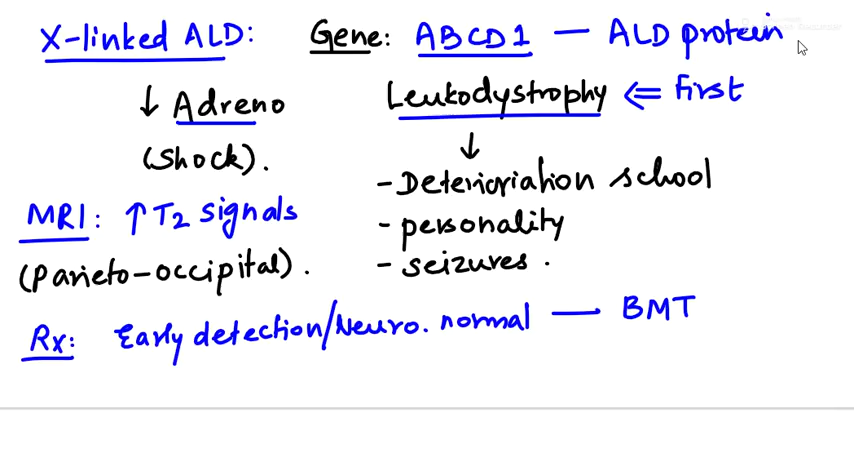 X-linked ALD: Gene: ABCD1 — ALD protein
↓ Adreno
(Shock).
Leukodystrophy ⇐ First
↓
- Deterioriation school
- personality
- seizures.
MRI: ↑ T2 signals
(Parieto-occipital).
Rx: Early detection/Neuro. normal — BMT